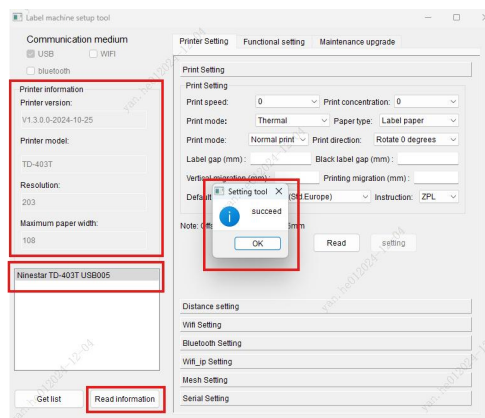 Label machine setup tool
Communication medium
USB
WIFI
bluetooth
Printer information
Printer version:
V1.3.0.0-2024-10-25
Printer model:
TD-403T
Resolution:
203
Maximum paper width:
108
Ninestar TD-403T USB005
Get list
Read information
Printer Setting
Functional setting
Maintenance upgrade
Print Setting
Print Setting
Print speed: 0
Print concentration: 0
Print mode: Thermal
Paper type: Label paper
Print mode: Normal print
Print direction: Rotate 0 degrees
Label gap (mm):
Black label gap (mm):
Vertical migration (mm):
Printing migration (mm):
Default
(Std.Europe)
Instruction: ZPL
Setting tool
succeed
OK
Note:
5mm
Read
setting
Distance setting
Wifi Setting
Bluetooth Setting
Wifi_ip Setting
Mesh Setting
Serial Setting